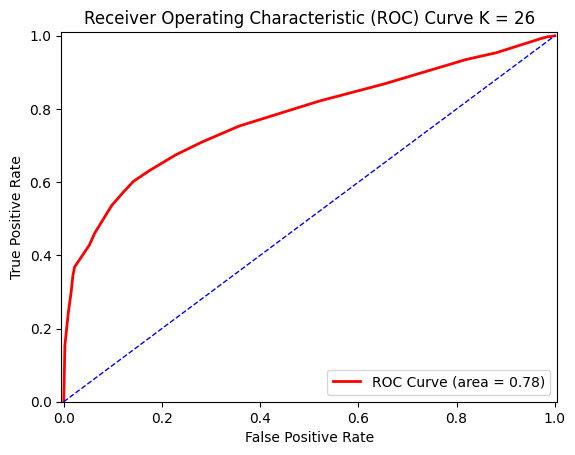 Receiver Operating Characteristic (ROC) Curve K = 26
1.0
0.8
0.6
0.4
0.2
0.0
True Positive Rate
ROC Curve (area = 0.78)
0.0 0.2 0.4 0.6 0.8 1.0
False Positive Rate